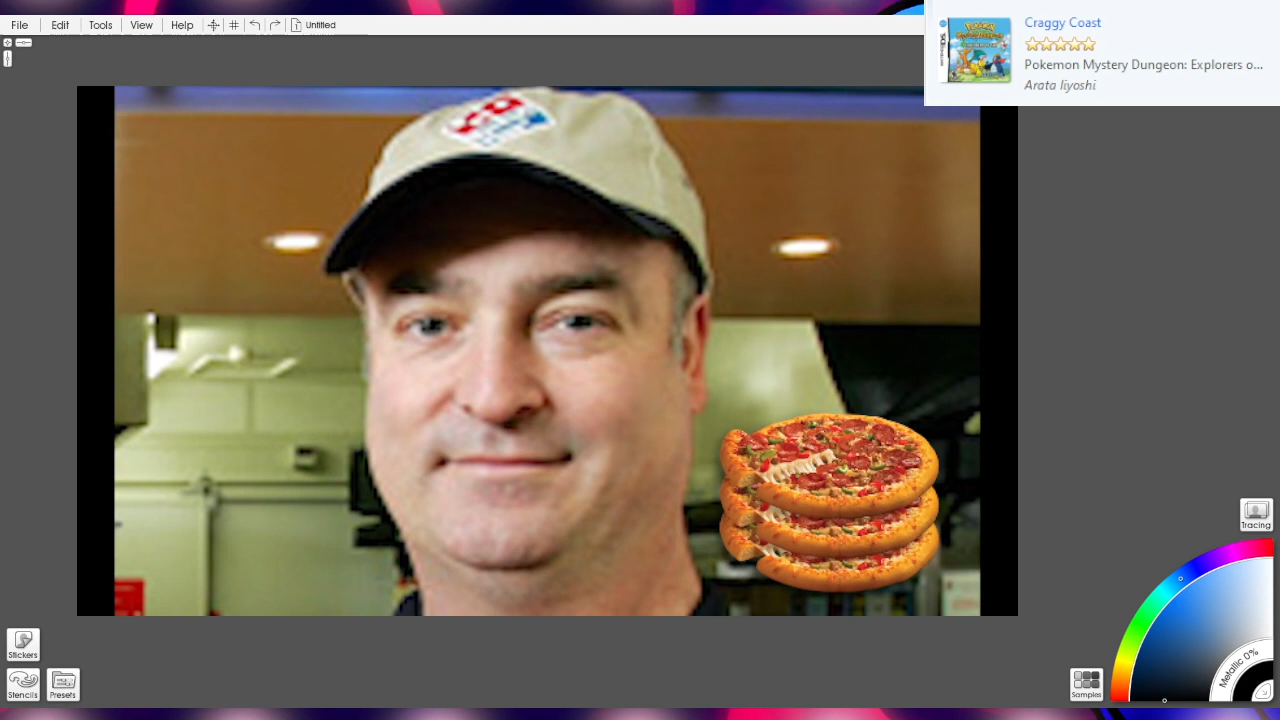 File Edit Tools View Help Untitled
Craggy Coast
Pokemon Mystery Dungeon: Explorers o...
Arata Iiyoshi
Tracing
Stickers
Stencils Presets
Samples
Metallic 0%